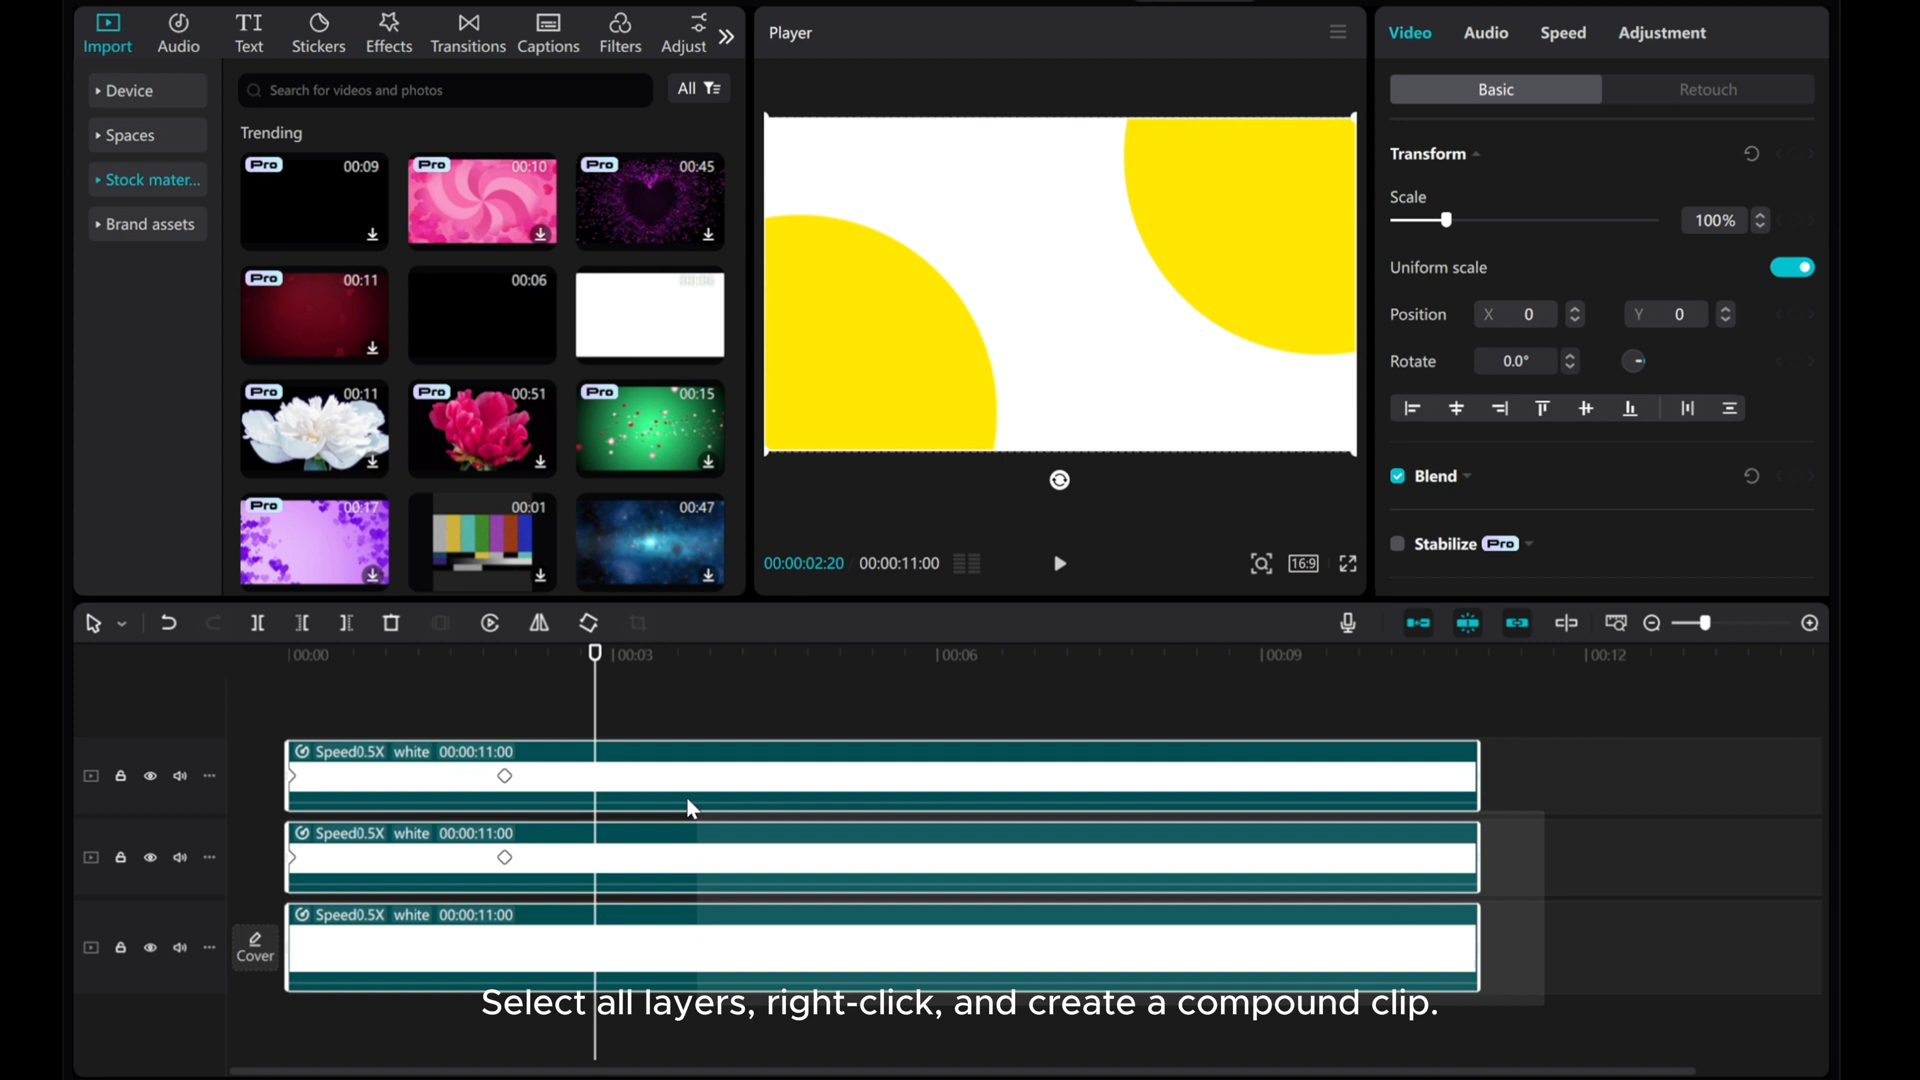 Import
Audio
Text
Stickers
Effects
Transitions
Captions
Filters
Adjust
Device
Spaces
Stock mater...
Brand assets
Search for videos and photos
All
Trending
Pro 00:09
Pro 00:10
Pro 00:45
Pro 00:11
00:06
Pro 00:11
Pro 00:51
Pro 00:15
Pro 00:17
00:01
00:47
Player
00:00:02:20 00:00:11:00
16:9
Video Audio Speed Adjustment
Basic Retouch
Transform
Scale
100%
Uniform scale
Position X 0 Y 0
Rotate 0.0°
Blend
Stabilize Pro
00:00 00:03 00:06 00:09 00:12
Speed0.5X white 00:00:11:00
Speed0.5X white 00:00:11:00
Speed0.5X white 00:00:11:00
Cover
Select all layers, right-click, and create a compound clip.